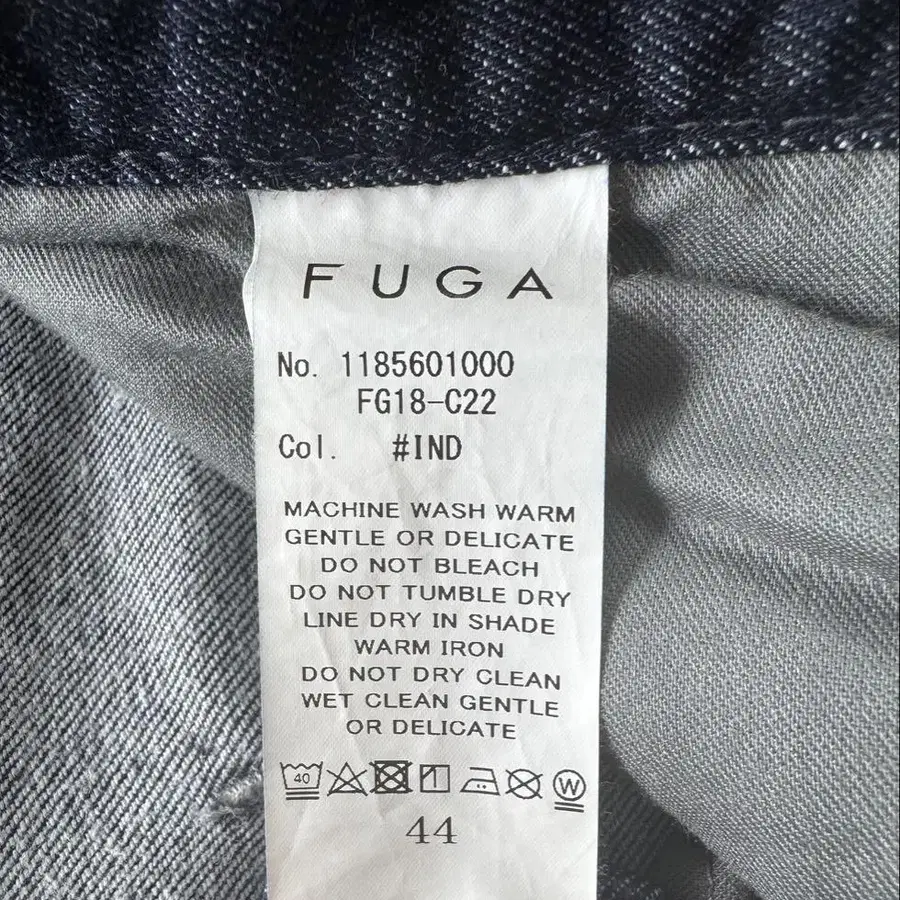 FUGA
No. 1185601000
FG18-C22
Col. #IND
MACHINE WASH WARM
GENTLE OR DELICATE
DO NOT BLEACH
DO NOT TUMBLE DRY
LINE DRY IN SHADE
WARM IRON
DO NOT DRY CLEAN
WET CLEAN GENTLE
OR DELICATE
40 W
44